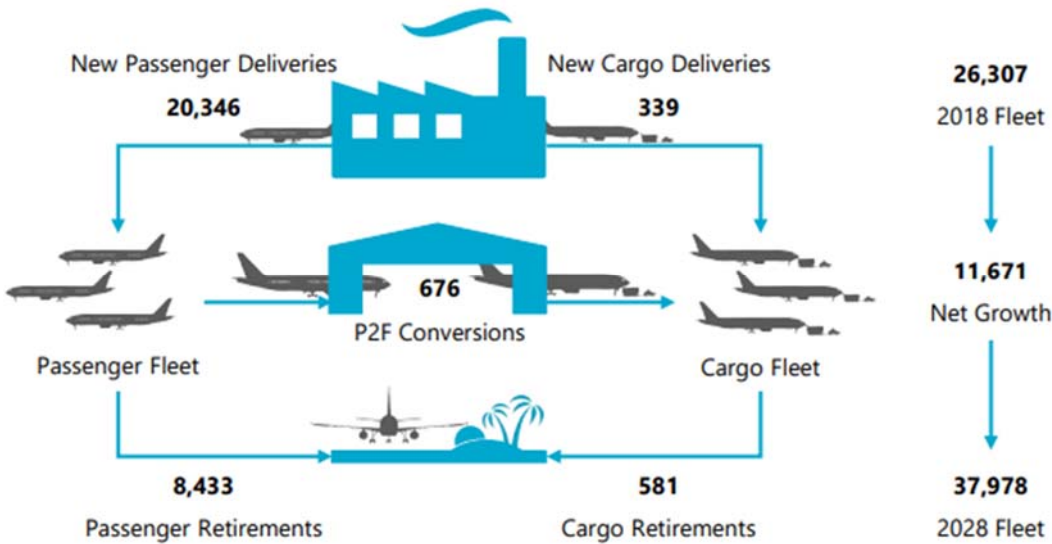 New Passenger Deliveries
20,346
New Cargo Deliveries
339
26,307
2018 Fleet
676
P2F Conversions
11,671
Net Growth
Passenger Fleet
Cargo Fleet
8,433
Passenger Retirements
581
Cargo Retirements
37,978
2028 Fleet